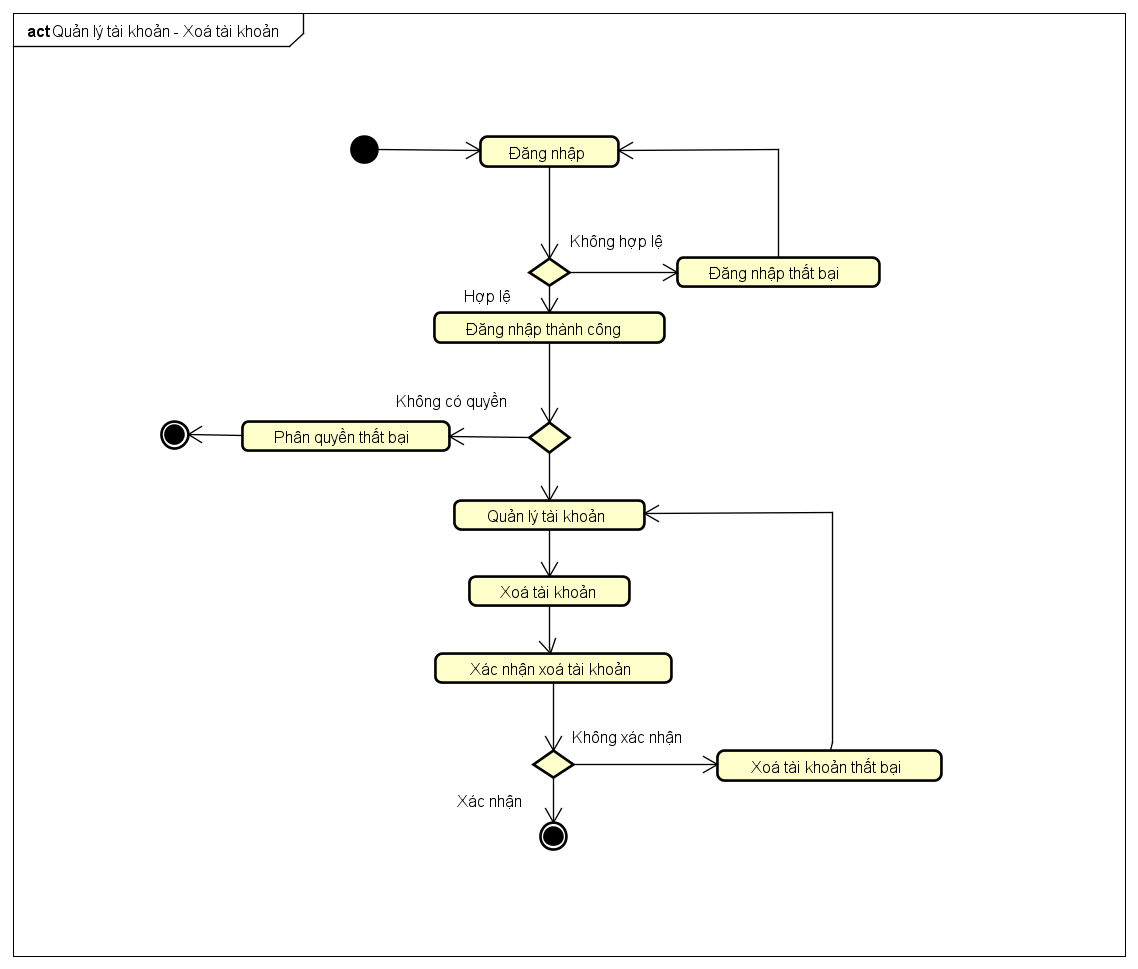 act Quản lý tài khoản - Xoá tài khoản
Đăng nhập
Không hợp lệ
Đăng nhập thất bại
Hợp lệ
Đăng nhập thành công
Không có quyền
Phân quyền thất bại
Quản lý tài khoản
Xoá tài khoản
Xác nhận xoá tài khoản
Không xác nhận
Xoá tài khoản thất bại
Xác nhận